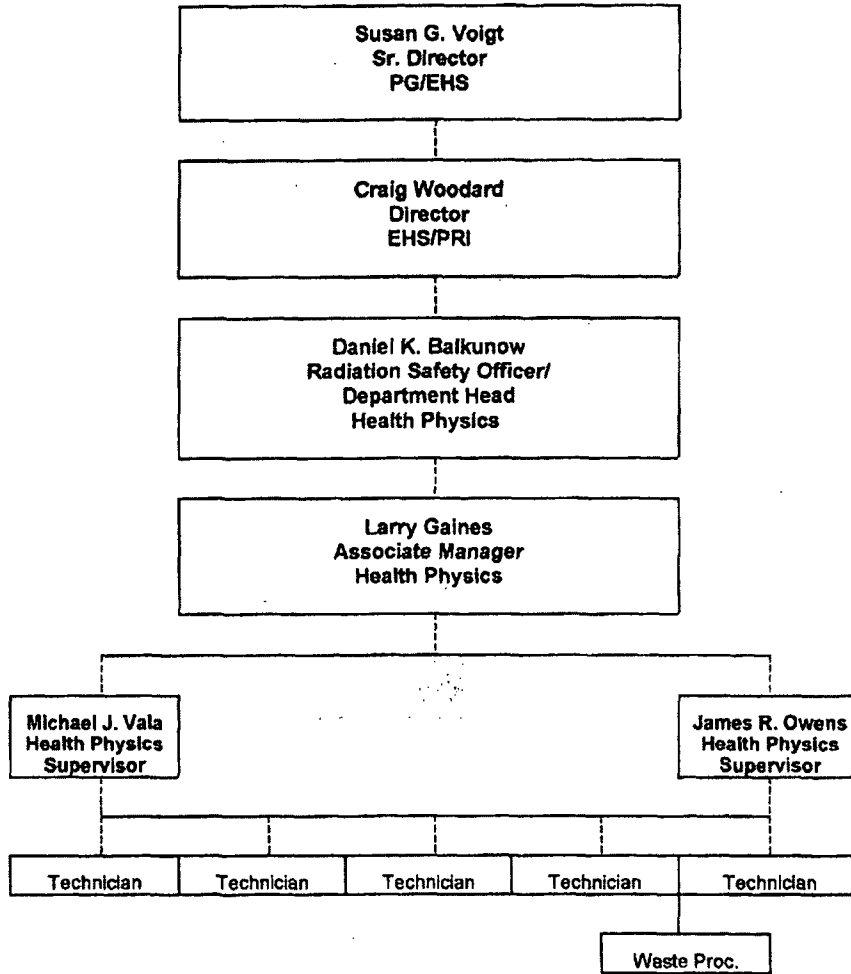 Susan G. Voigt
Sr. Director
PG/EHS
Craig Woodard
Director
EHS/PRI
Daniel K. Balkunow
Radiation Safety Officer/
Department Head
Health Physics
Larry Gaines
Associate Manager
Health Physics
Michael J. Vala
Health Physics
Supervisor
James R. Owens
Health Physics
Supervisor
Technician
Technician
Technician
Technician
Technician
Waste Proc.